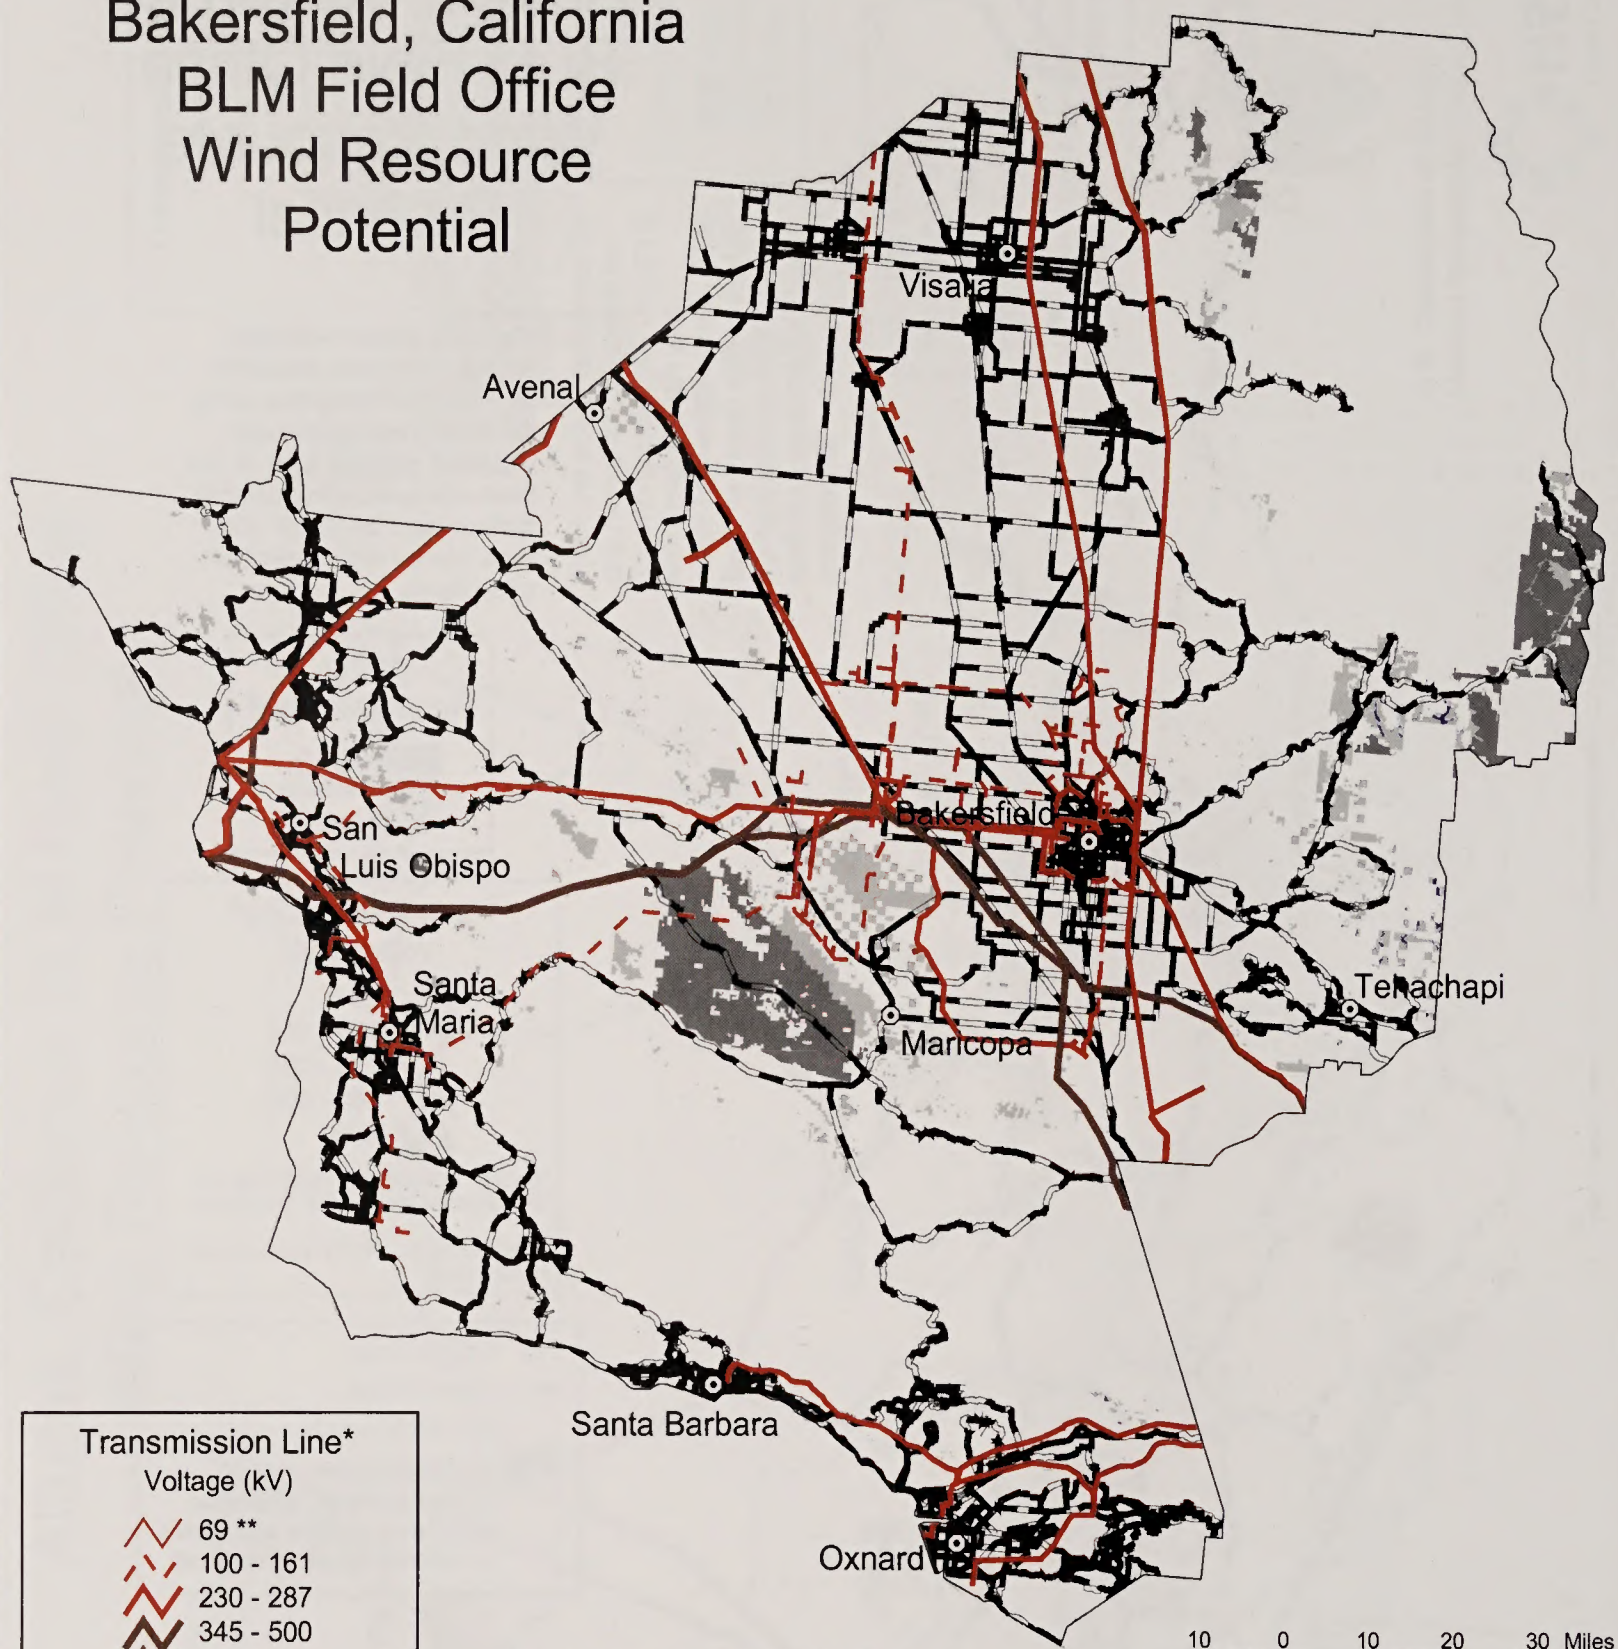 Bakersfield, California
BLM Field Office
Wind Resource
Potential
Visalia
Avenal
Bakersfield
San
Luis Obispo
Santa
Maria
Tehachapi
Maricopa
Santa Barbara
Oxnard
Transmission Line*
Voltage (kV)
69 **
100 - 161
230 - 287
345 - 500
10 0 10 20 30 Miles